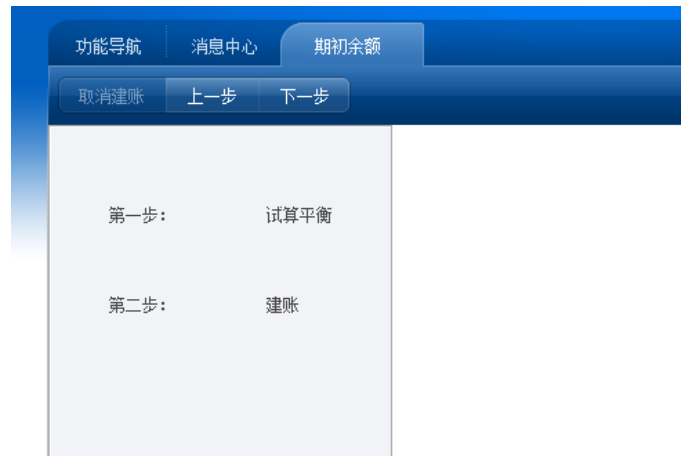 功能导航 消息中心 期初余额
取消建账 上一步 下一步
第一步: 试算平衡
第二步: 建账